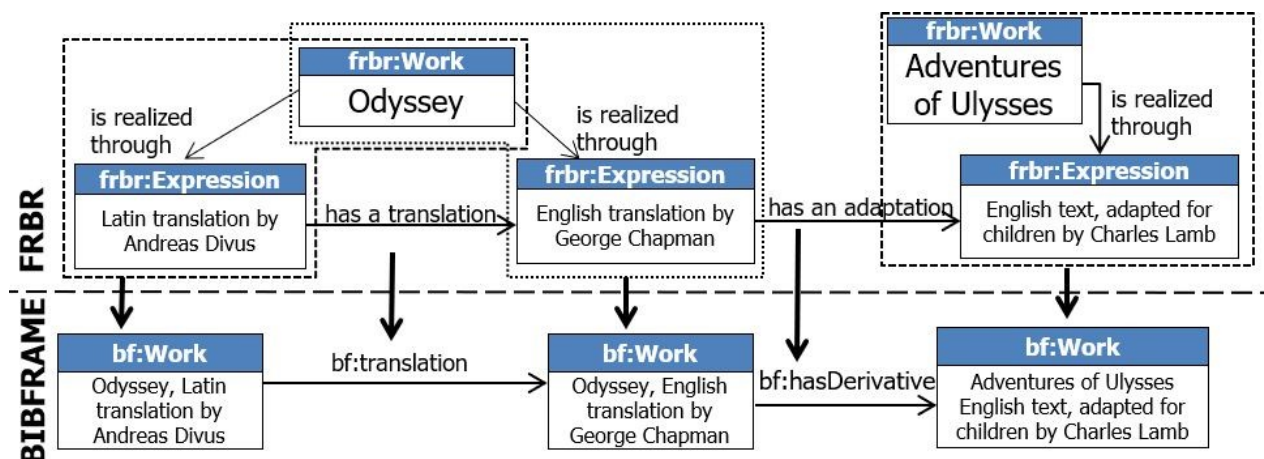 frbr:Work
Odyssey
frbr:Work
Adventures
of Ulysses
is realized
through
is realized
through
is realized
through
FRBR
frbr:Expression
Latin translation by
Andreas Divus
has a translation
frbr:Expression
English translation by
George Chapman
has an adaptation
frbr:Expression
English text, adapted for
children by Charles Lamb
BIBFRAME
bf:Work
Odyssey, Latin
translation by
Andreas Divus
bf:translation
bf:Work
Odyssey, English
translation by
George Chapman
bf:hasDerivative
bf:Work
Adventures of Ulysses
English text, adapted for
children by Charles Lamb